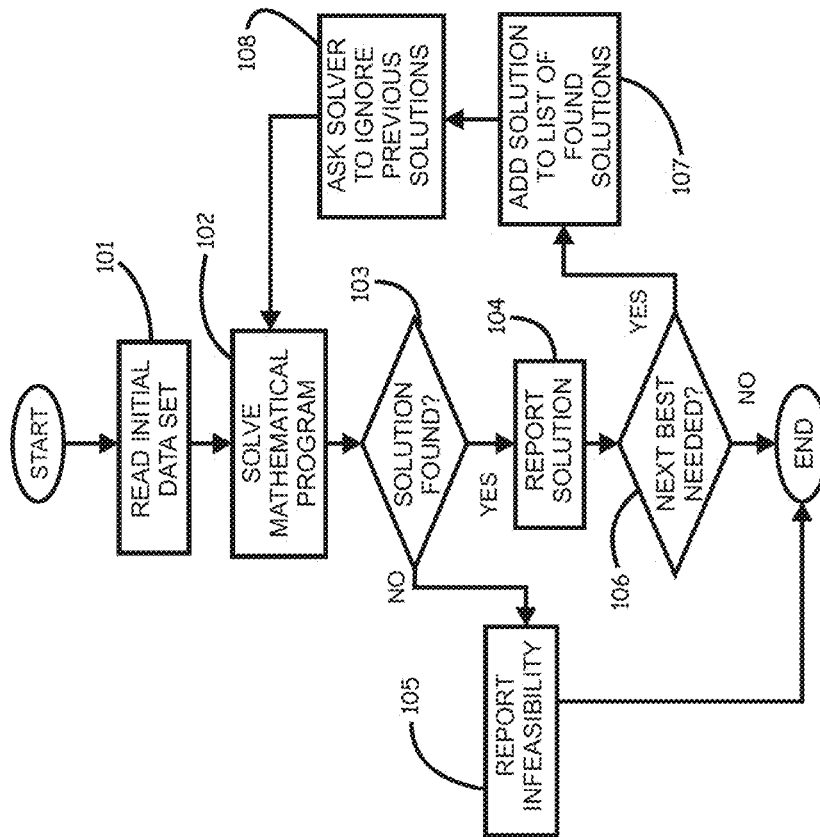 START
101
READ INITIAL
DATA SET
102
SOLVE
MATHEMATICAL
PROGRAM
103
SOLUTION
FOUND?
NO
YES
105
REPORT
INFEASIBILITY
104
REPORT
SOLUTION
106
NEXT BEST
NEEDED?
YES
NO
107
ADD SOLUTION
TO LIST OF
FOUND
SOLUTIONS
108
ASK SOLVER
TO IGNORE
PREVIOUS
SOLUTIONS
END